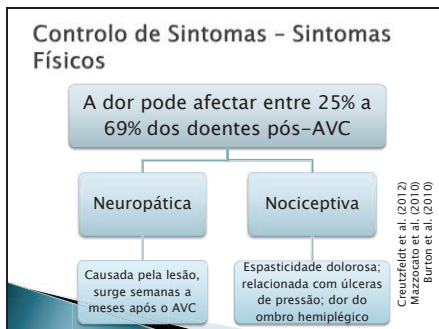 Controlo de Sintomas – Sintomas
Físicos
A dor pode afectar entre 25% a
69% dos doentes pós-AVC
Neuropática
Nociceptiva
Causada pela lesão,
surge semanas a
meses após o AVC
Espasticidade dolorosa;
relacionada com úlceras
de pressão; dor do
ombro hemiplégico
Creutzfeldt et al. (2012)
Mazzocato et al. (2010)
Burton et al. (2010)